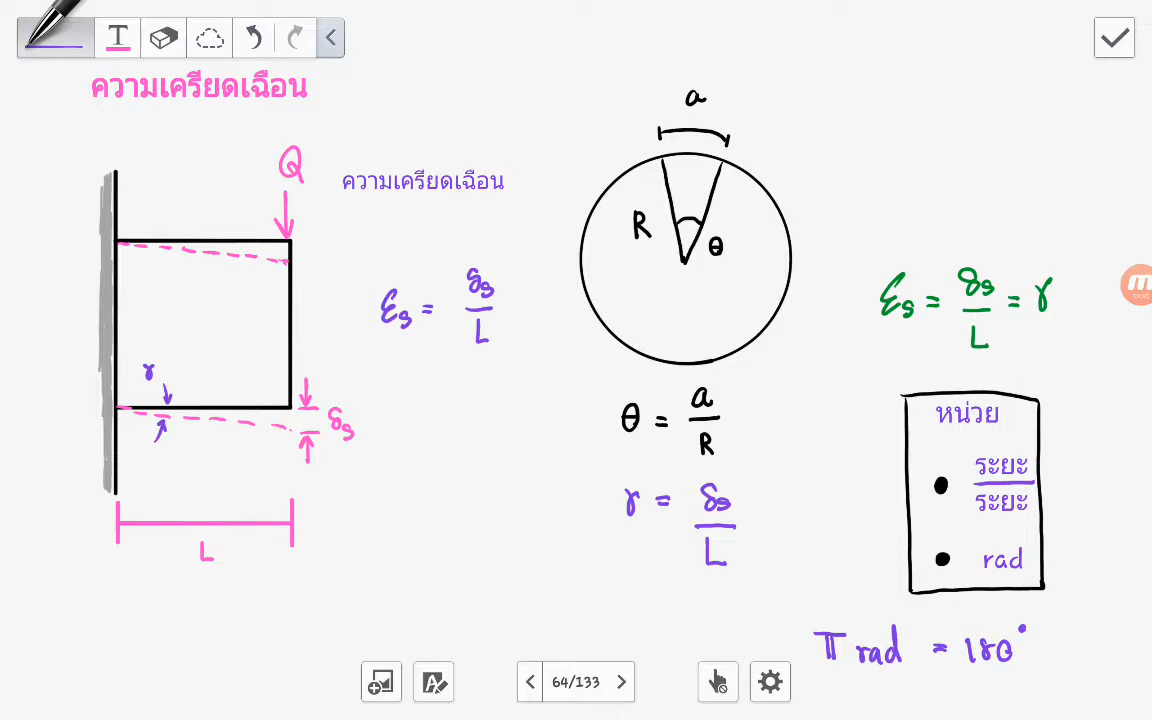 T
ความเครียดเฉือน
a
Q
ความเครียดเฉือน
R
θ
εs = δs/L
εs = δs/L = γ
γ
δs
θ = a/R
หน่วย
• ระยะ/ระยะ
γ = δs/L
L
• rad
π rad = 180°
64/133